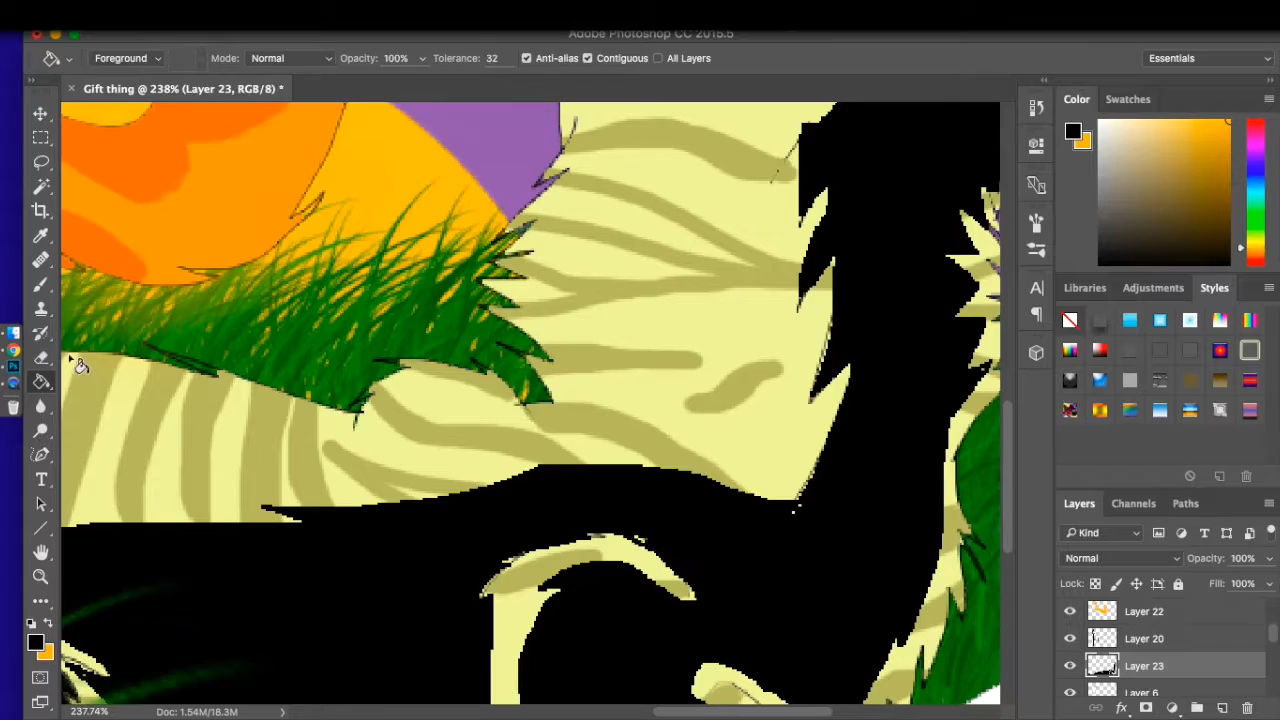 Adobe Photoshop CC 2015.5
Foreground Mode: Normal Opacity: 100% Tolerance: 32 Anti-alias Contiguous All Layers Essentials
Gift thing @ 238% (Layer 23, RGB/8) *
Color Swatches
Libraries Adjustments Styles
Layers Channels Paths
Kind
Normal Opacity: 100%
Lock: Fill: 100%
Layer 22
Layer 20
Layer 23
Layer 6
237.74% Doc: 1.54M/18.3M